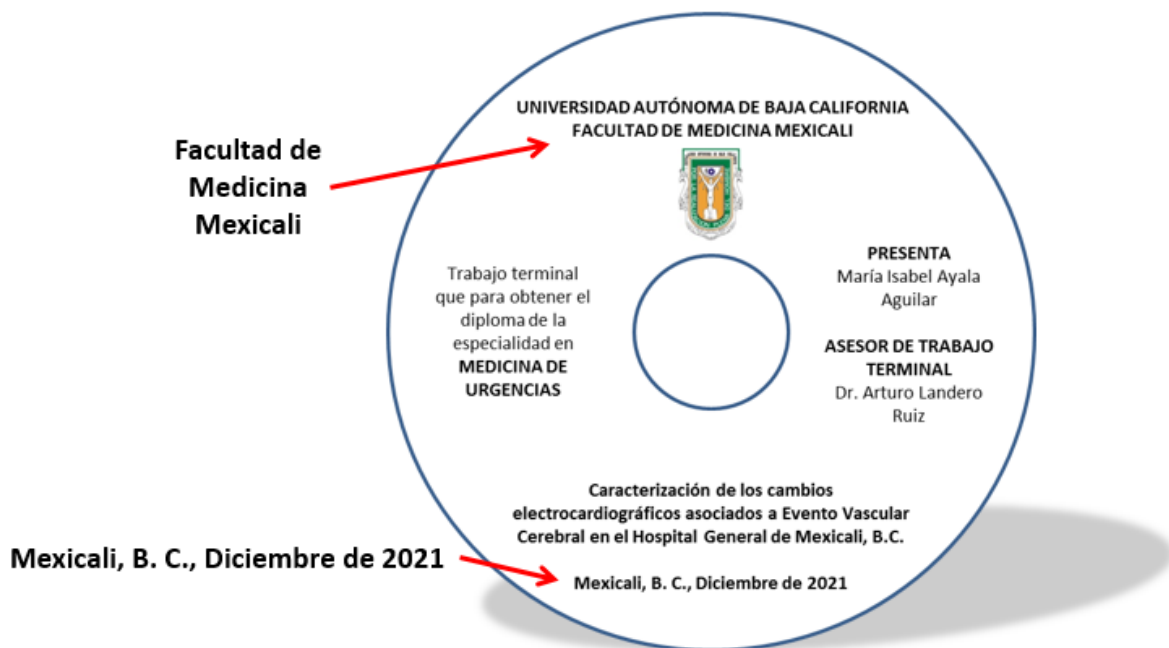 UNIVERSIDAD AUTÓNOMA DE BAJA CALIFORNIA
FACULTAD DE MEDICINA MEXICALI
Facultad de
Medicina
Mexicali
Trabajo terminal
que para obtener el
diploma de la
especialidad en
MEDICINA DE
URGENCIAS
PRESENTA
María Isabel Ayala
Aguilar
ASESOR DE TRABAJO
TERMINAL
Dr. Arturo Landero
Ruiz
Caracterización de los cambios
electrocardiográficos asociados a Evento Vascular
Cerebral en el Hospital General de Mexicali, B.C.
Mexicali, B. C., Diciembre de 2021
Mexicali, B. C., Diciembre de 2021